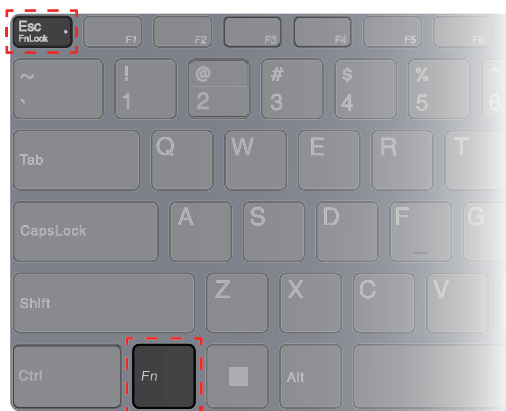 Esc
FnLock
F1
F2
F3
F4
F5
F6
~
`
!
1
@
2
#
3
$
4
%
5
^
6
Tab
Q
W
E
R
T
CapsLock
A
S
D
F
G
Shift
Z
X
C
V
Ctrl
Fn
Alt